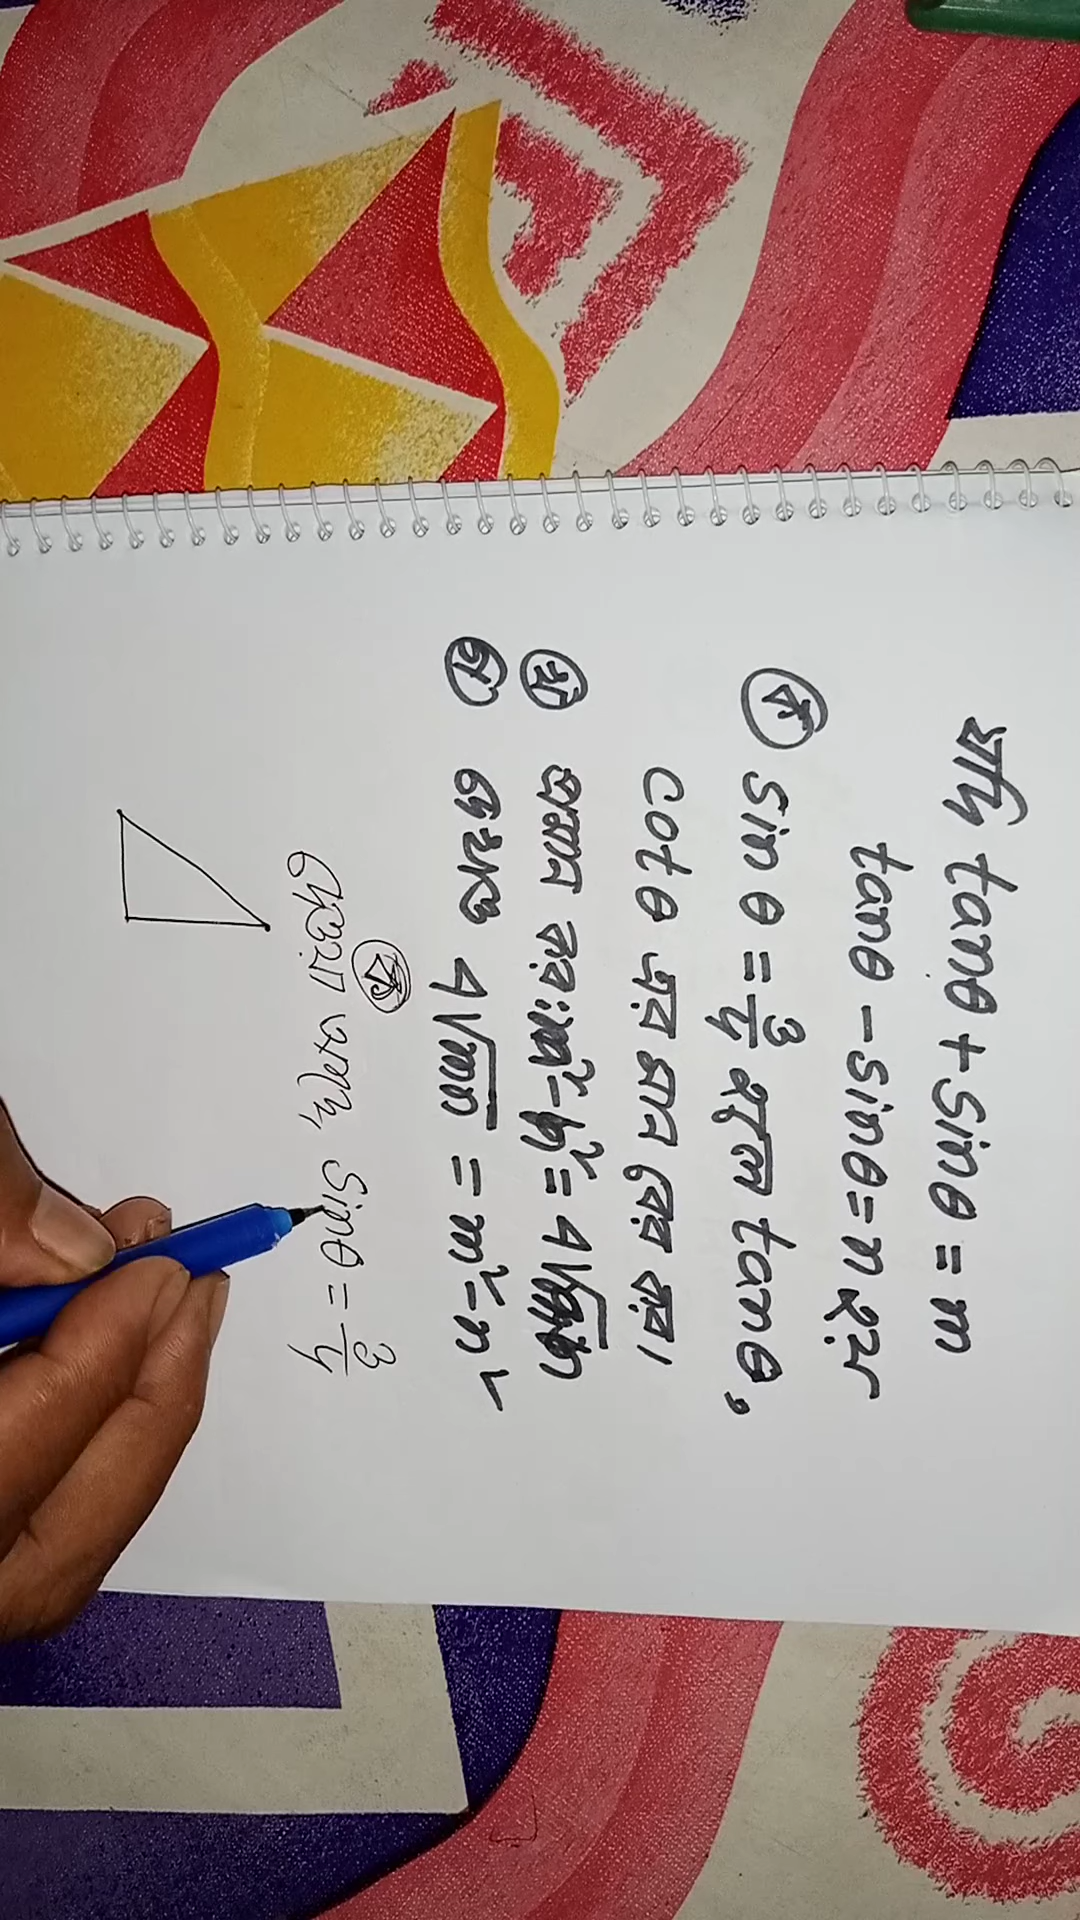 যদি tanθ + sinθ = m
tanθ - sinθ = n হয়
ক sinθ = 3/4 হলে tanθ,
cotθ এর মান বের কর।
খ প্রমান কর: m² - n² = 4√mn
গ দেখাও 4√mn = m² - n²
ক
দেওয়া আছে, sinθ = 3/4